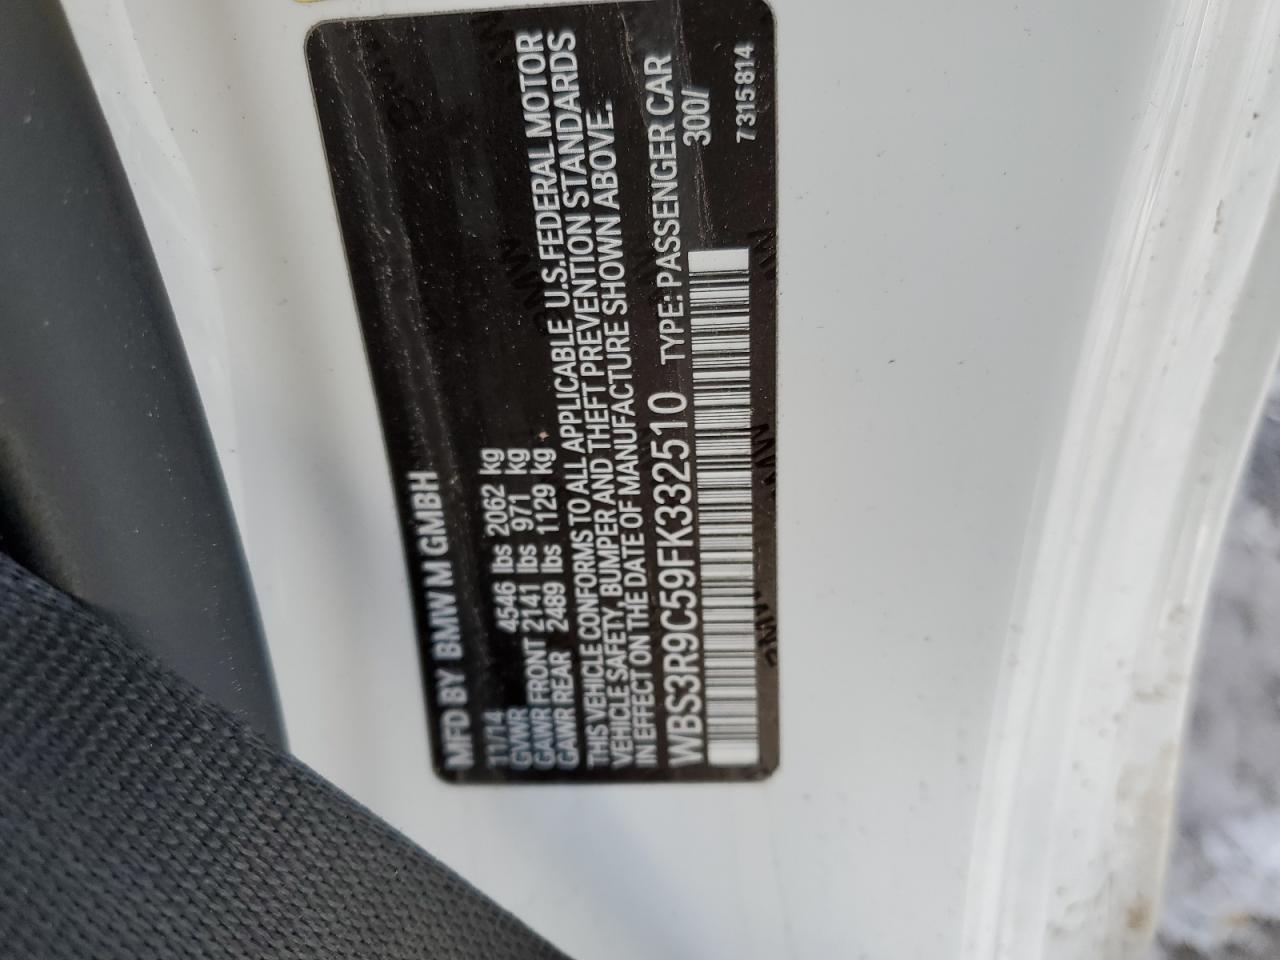 MFD BY BMW M GMBH
11/14
GVWR 4546 lbs 2062 kg
GAWR FRONT 2141 lbs 971 kg
GAWR REAR 2489 lbs 1129 kg
THIS VEHICLE CONFORMS TO ALL APPLICABLE U.S.FEDERAL MOTOR
VEHICLE SAFETY, BUMPER AND THEFT PREVENTION STANDARDS
IN EFFECT ON THE DATE OF MANUFACTURE SHOWN ABOVE.
WBS3R9C59FK332510 TYPE: PASSENGER CAR
300/
7315814